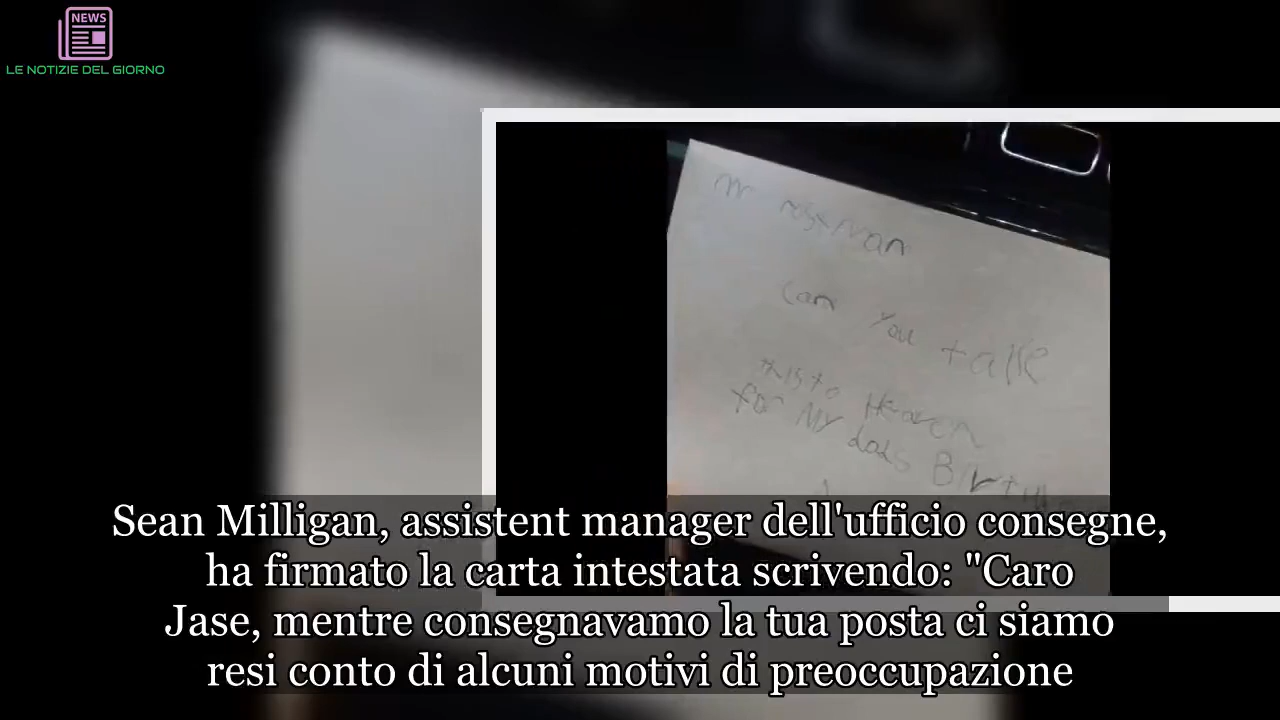 NEWS
LE NOTIZIE DEL GIORNO
mr
can you take
this to Heaven
for My dads Birth
Sean Milligan, assistent manager dell'ufficio consegne,
ha firmato la carta intestata scrivendo: "Caro
Jase, mentre consegnavamo la tua posta ci siamo
resi conto di alcuni motivi di preoccupazione